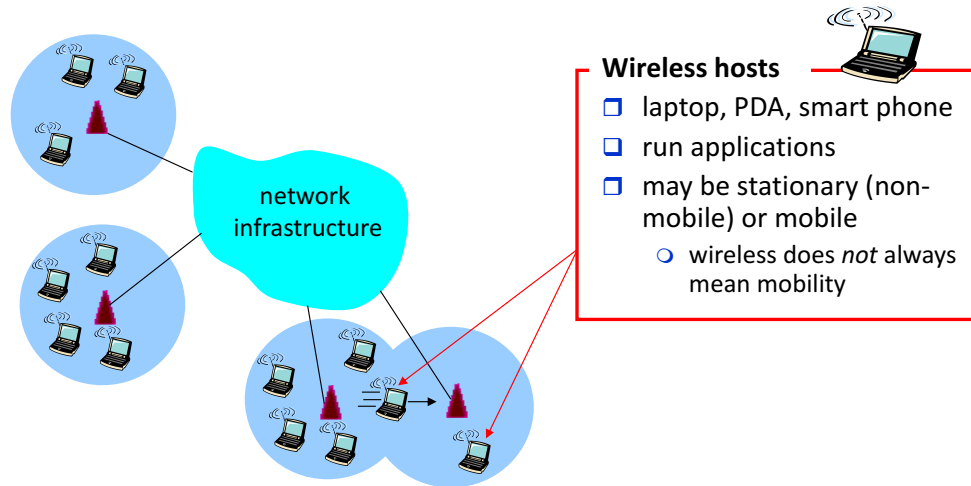 network
infrastructure
Wireless hosts
laptop, PDA, smart phone
run applications
may be stationary (non-
mobile) or mobile
wireless does not always
mean mobility